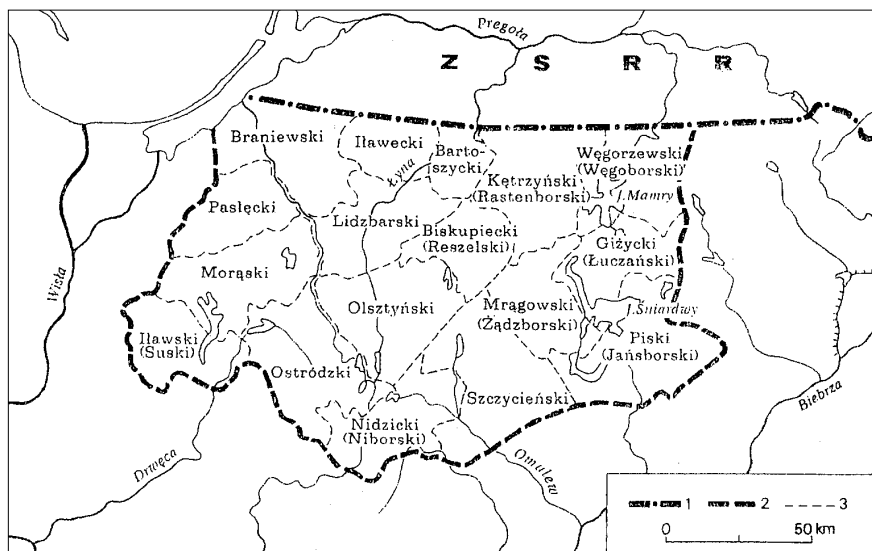 Pregoła
Z S R R
Braniewski
Iławecki
Barto-
szycki
Łyna
Węgorzewski
(Węgoborski)
Kętrzyński
(Rastenborski)
J.Mamry
Pasłęcki
Lidzbarski
Biskupiecki
(Reszelski)
Giżycki
(Łuczański)
Morąski
Wisła
Olsztyński
Mrągowski
(Żądzborski)
J.Śniardwy
Iławski
(Suski)
Piski
(Jańsborski)
Ostródzki
Szczycieński
Biebrza
Nidzicki
(Niborski)
Drwęca
Omulew
1 2 3
0 50 km